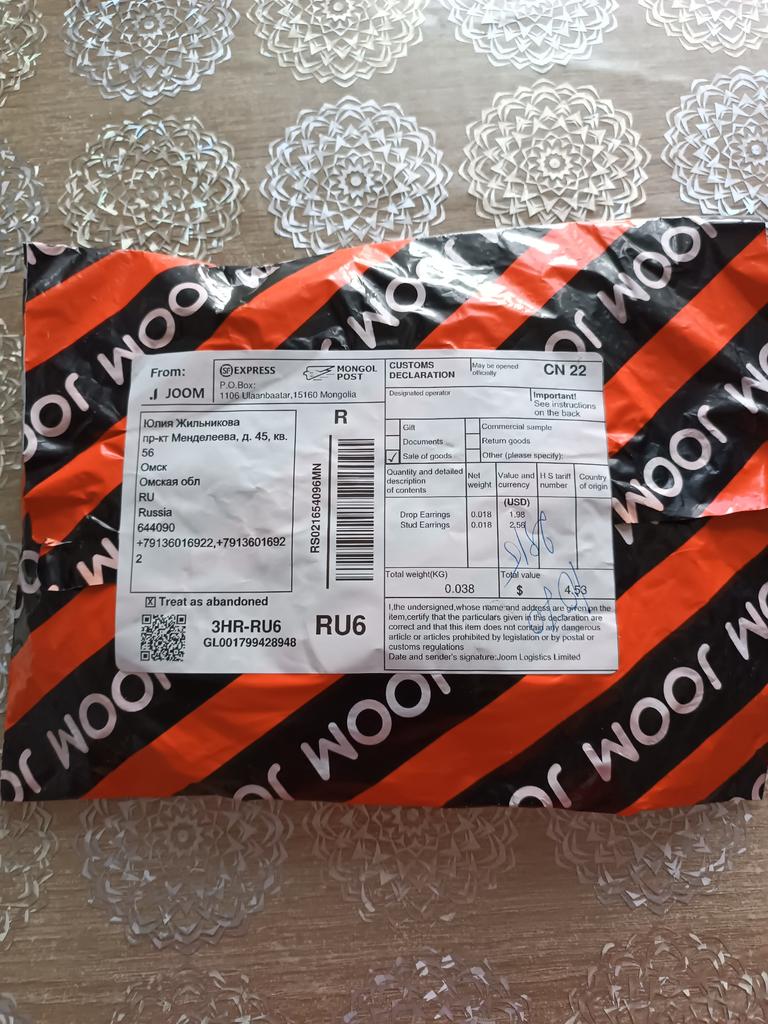 From:
JOOM
SF EXPRESS
MONGOL POST
P.O.Box:
1106 Ulaanbaatar,15160 Mongolia
Юлия Жильникова
пр-кт Менделеева, д. 45, кв.
56
Омск
Омская обл
RU
Russia
644090
+79136016922,+7913601692
2
R
RS021654096MN
☒ Treat as abandoned
3HR-RU6
GL001799428948
RU6
CUSTOMS DECLARATION
May be opened officially
CN 22
Designated operator
Important!
See instructions
on the back
Gift
Commercial sample
Documents
Return goods
✓ Sale of goods
Other (please specify):
Quantity and detailed description of contents
Net weight
Value and currency
H S tariff number
Country of origin
(USD)
Drop Earrings 0.018 1.98
Stud Earrings 0.018 2.56
Total weight(KG)
0.038
Total value
$ 4.53
I,the undersigned,whose name and address are given on the
item,certify that the particulars given in this declaration are
correct and that this item does not contain any dangerous
article or articles prohibited by legislation or by postal or
customs regulations
Date and sender's signature:Joom Logistics Limited
JOOM JOOM JOOM JOOM
JOOM JOOM JOOM JOOM